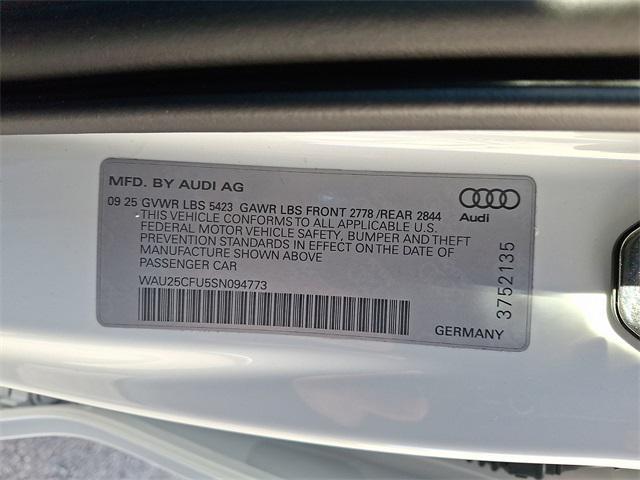 MFD. BY AUDI AG
09 25 GVWR LBS 5423 GAWR LBS FRONT 2778 /REAR 2844
THIS VEHICLE CONFORMS TO ALL APPLICABLE U.S.
FEDERAL MOTOR VEHICLE SAFETY, BUMPER AND THEFT
PREVENTION STANDARDS IN EFFECT ON THE DATE OF
MANUFACTURE SHOWN ABOVE
PASSENGER CAR
WAU25CFU5SN094773
Audi
3752135
GERMANY